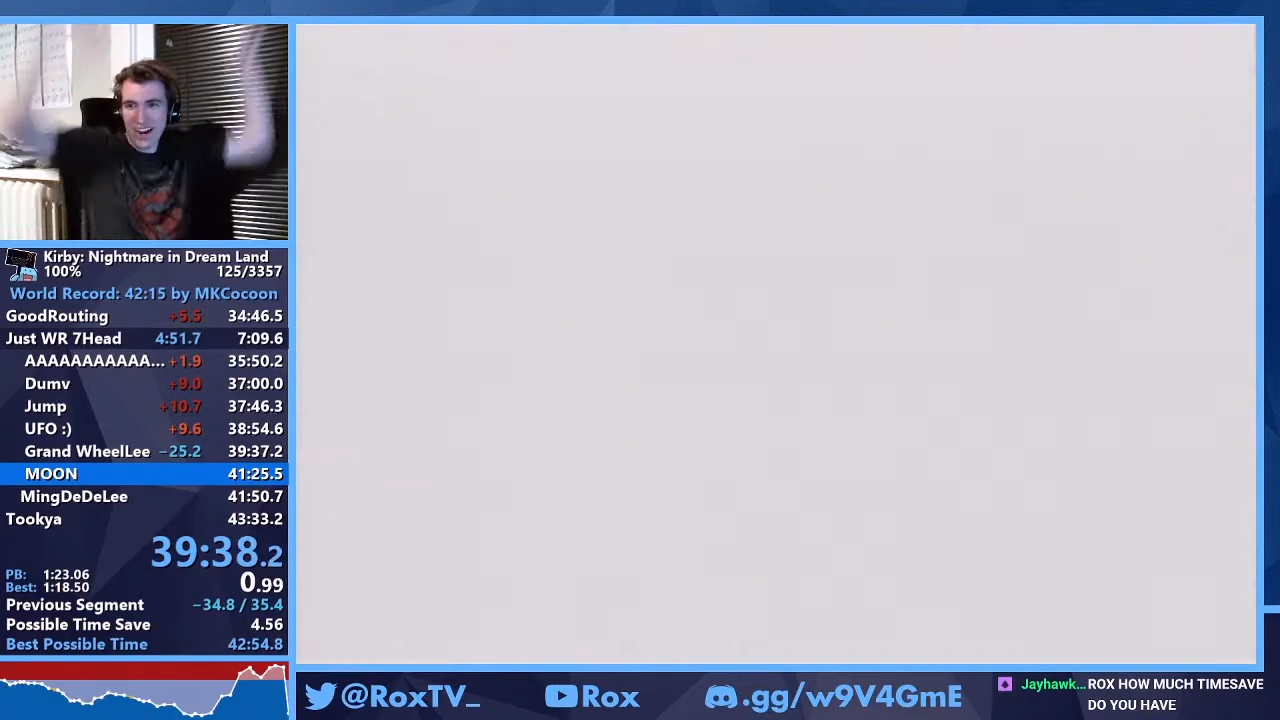 Kirby: Nightmare in Dream Land
100% 125/3357
World Record: 42:15 by MKCocoon
GoodRouting +5.5 34:46.5
Just WR 7Head 4:51.7 7:09.6
AAAAAAAAAAA... +1.9 35:50.2
Dumv +9.0 37:00.0
Jump +10.7 37:46.3
UFO :) +9.6 38:54.6
Grand WheelLee −25.2 39:37.2
MOON 41:25.5
MingDeDeLee 41:50.7
Tookya 43:33.2
39:38.2
PB: 1:23.06
Best: 1:18.50
0.99
Previous Segment −34.8 / 35.4
Possible Time Save 4.56
Best Possible Time 42:54.8
@RoxTV_ Rox .gg/w9V4GmE
Jayhawk... ROX HOW MUCH TIMESAVE
DO YOU HAVE